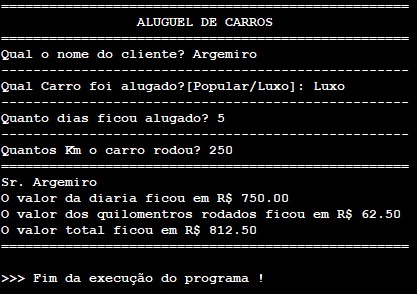 ===================================================
ALUGUEL DE CARROS
===================================================
Qual o nome do cliente? Argemiro
---------------------------------------------------
Qual Carro foi alugado?[Popular/Luxo]: Luxo
---------------------------------------------------
Quanto dias ficou alugado? 5
---------------------------------------------------
Quantos Km o carro rodou? 250
===================================================
Sr. Argemiro
O valor da diaria ficou em R$ 750.00
O valor dos quilomentros rodados ficou em R$ 62.50
O valor total ficou em R$ 812.50
===================================================
>>> Fim da execução do programa !